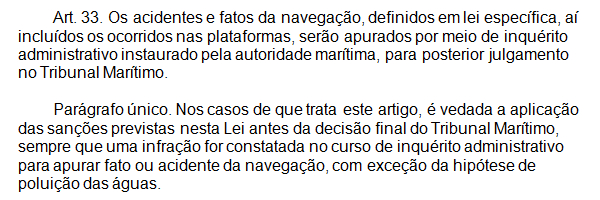 Art. 33. Os acidentes e fatos da navegação, definidos em lei específica, aí
incluídos os ocorridos nas plataformas, serão apurados por meio de inquérito
administrativo instaurado pela autoridade marítima, para posterior julgamento
no Tribunal Marítimo.
Parágrafo único. Nos casos de que trata este artigo, é vedada a aplicação
das sanções previstas nesta Lei antes da decisão final do Tribunal Marítimo,
sempre que uma infração for constatada no curso de inquérito administrativo
para apurar fato ou acidente da navegação, com exceção da hipótese de
poluição das águas.